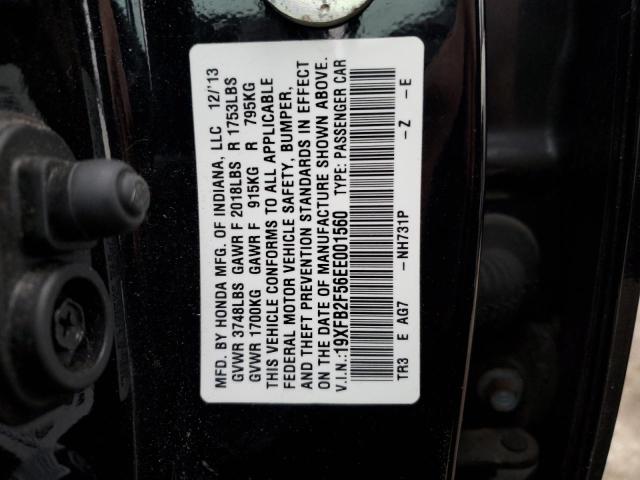 MFD. BY HONDA MFG. OF INDIANA, LLC 12/'13
GVWR 3748LBS GAWR F 2018LBS R 1753LBS
GVWR 1700KG GAWR F 915KG R 795KG
THIS VEHICLE CONFORMS TO ALL APPLICABLE
FEDERAL MOTOR VEHICLE SAFETY, BUMPER,
AND THEFT PREVENTION STANDARDS IN EFFECT
ON THE DATE OF MANUFACTURE SHOWN ABOVE.
V.I.N.:19XFB2F56EE001560 TYPE: PASSENGER CAR
TR3 E AG7 -NH731P -Z -E